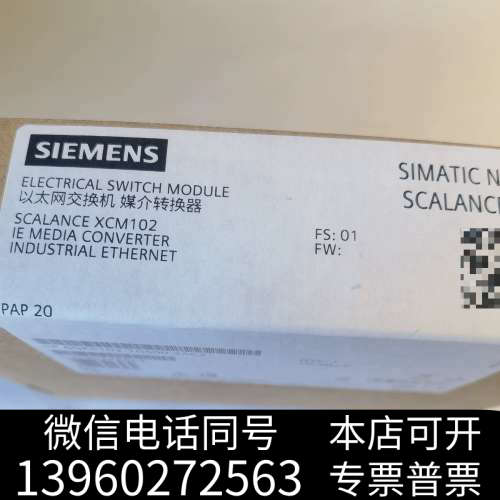 SIEMENS
ELECTRICAL SWITCH MODULE
以太网交换机 媒介转换器
SCALANCE XCM102
IE MEDIA CONVERTER
INDUSTRIAL ETHERNET
SIMATIC N
SCALANCE
FS: 01
FW:
PAP 20
微信电话同号
13960272563
本店可开
专票普票